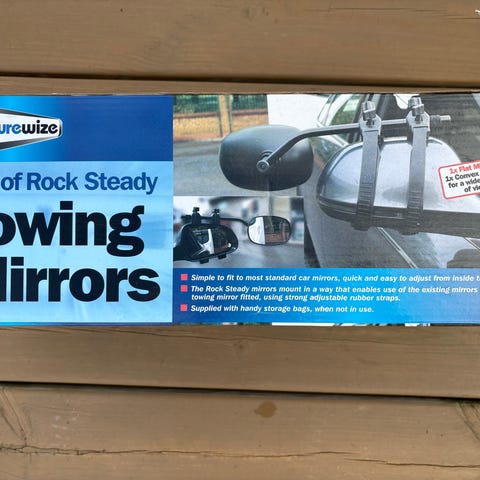 urewize
of Rock Steady
owing
irrors
1x Flat M
1x Convex
for a wide
of vie
Simple to fit to most standard car mirrors, quick and easy to adjust from inside t
The Rock Steady mirrors mount in a way that enables use of the existing mirrors
towing mirror fitted, using strong adjustable rubber straps.
Supplied with handy storage bags, when not in use.